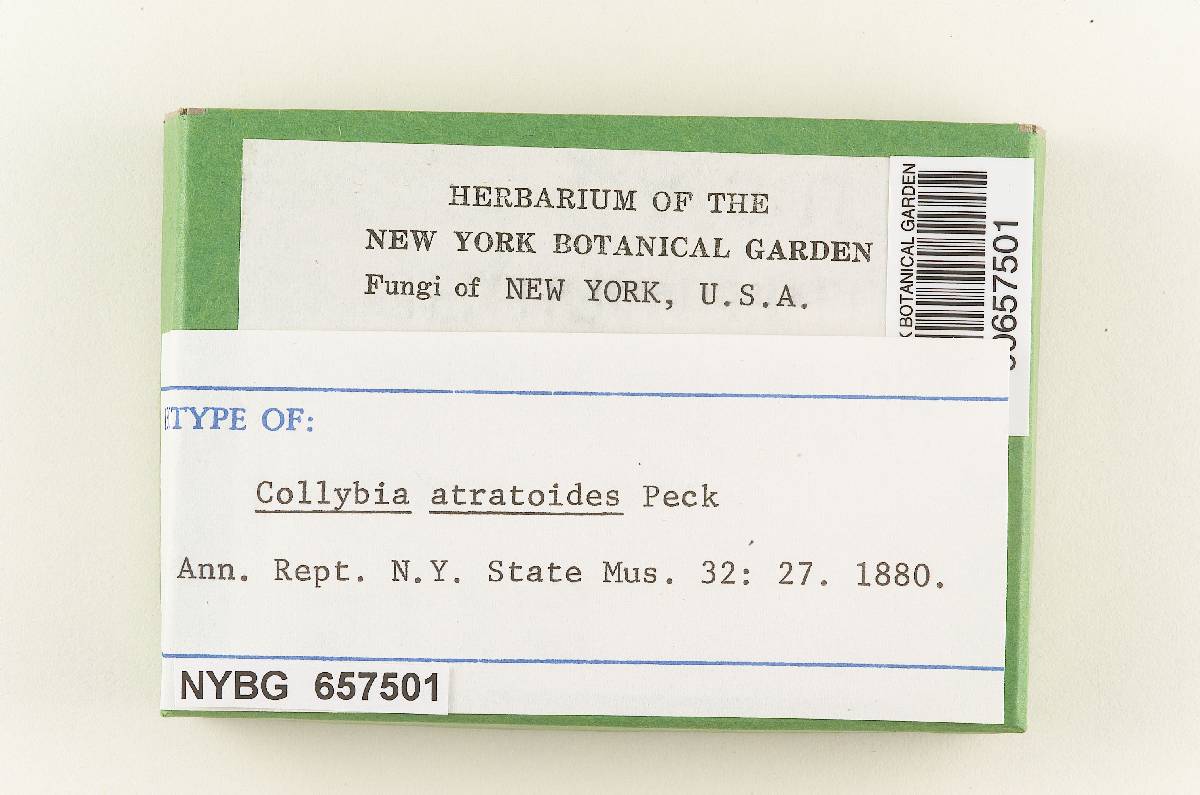 HERBARIUM OF THE
NEW YORK BOTANICAL GARDEN
Fungi of NEW YORK, U.S.A.
BOTANICAL GARDEN
0657501
TYPE OF:
Collybia atratoides Peck
Ann. Rept. N.Y. State Mus. 32: 27. 1880.
NYBG 657501